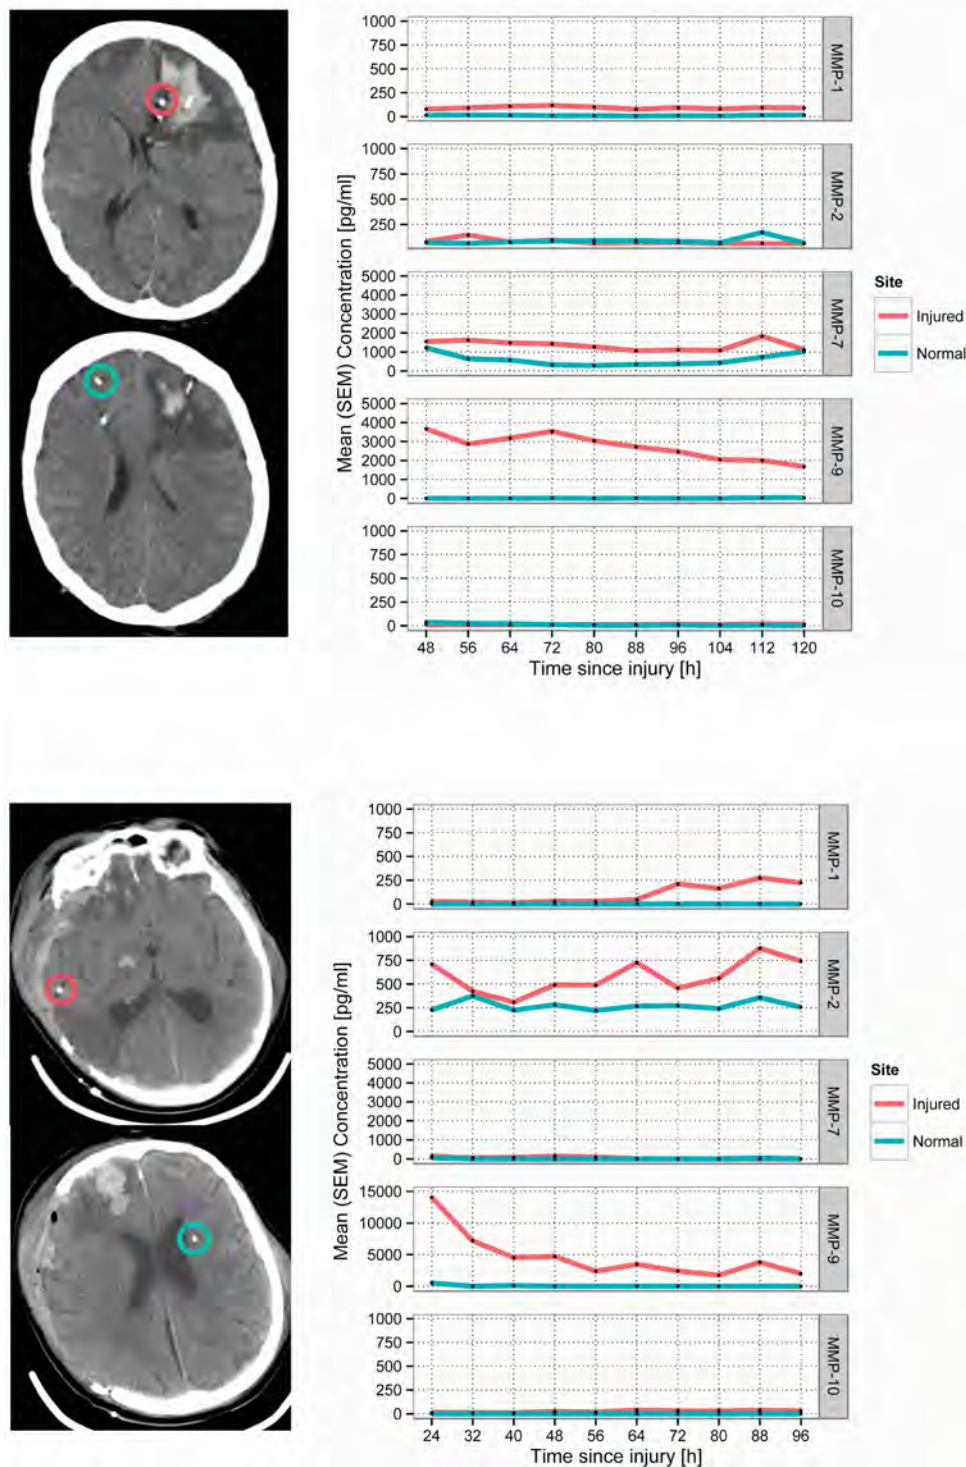 1000
750
500
250
0
MMP-1
1000
750
500
250
MMP-2
5000
4000
3000
2000
1000
0
MMP-7
5000
4000
3000
2000
1000
0
MMP-9
1000
750
500
250
0
MMP-10
48 56 64 72 80 88 96 104 112 120
Time since injury [h]
Mean (SEM) Concentration [pg/ml]
Site
Injured
Normal
1000
750
500
250
0
MMP-1
1000
750
500
250
0
MMP-2
5000
4000
3000
2000
1000
0
MMP-7
15000
10000
5000
0
MMP-9
1000
750
500
250
0
MMP-10
24 32 40 48 56 64 72 80 88 96
Time since injury [h]
Mean (SEM) Concentration [pg/ml]
Site
Injured
Normal